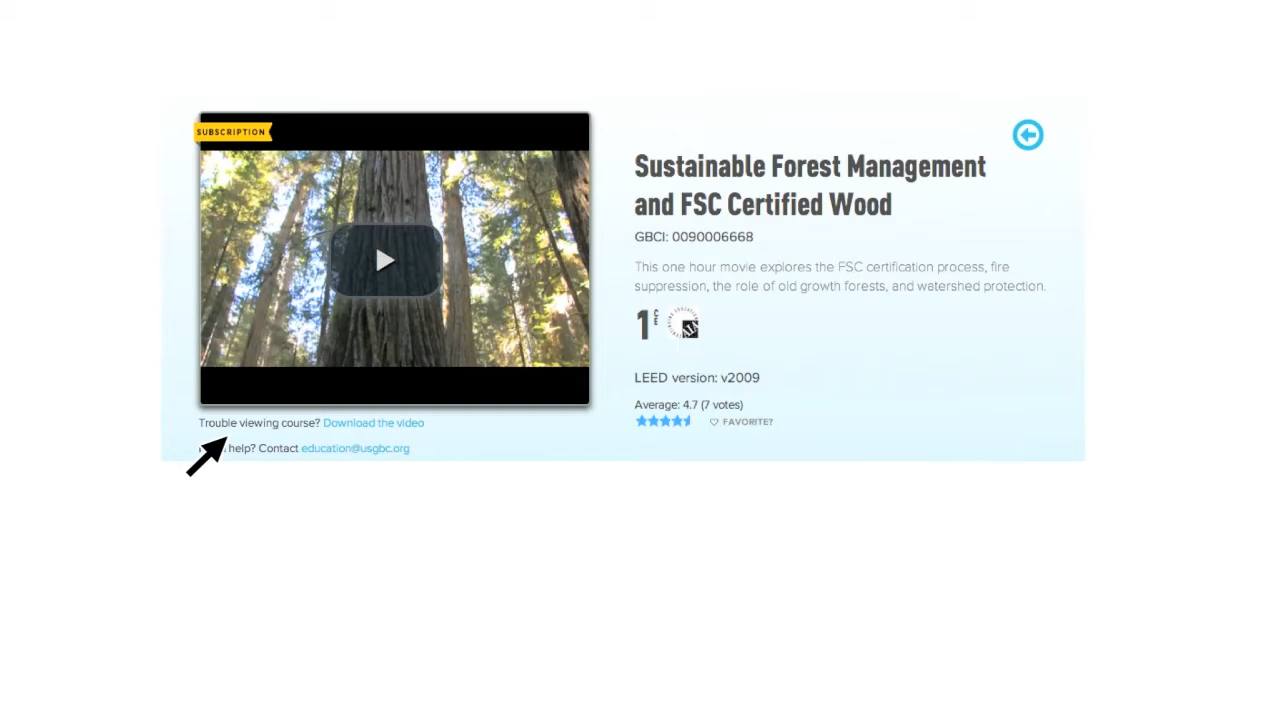 SUBSCRIPTION
Sustainable Forest Management
and FSC Certified Wood
GBCI: 0090006668
This one hour movie explores the FSC certification process, fire
suppression, the role of old growth forests, and watershed protection.
1 CE
LEED version: v2009
Average: 4.7 (7 votes)
FAVORITE?
Trouble viewing course? Download the video
help? Contact education@usgbc.org